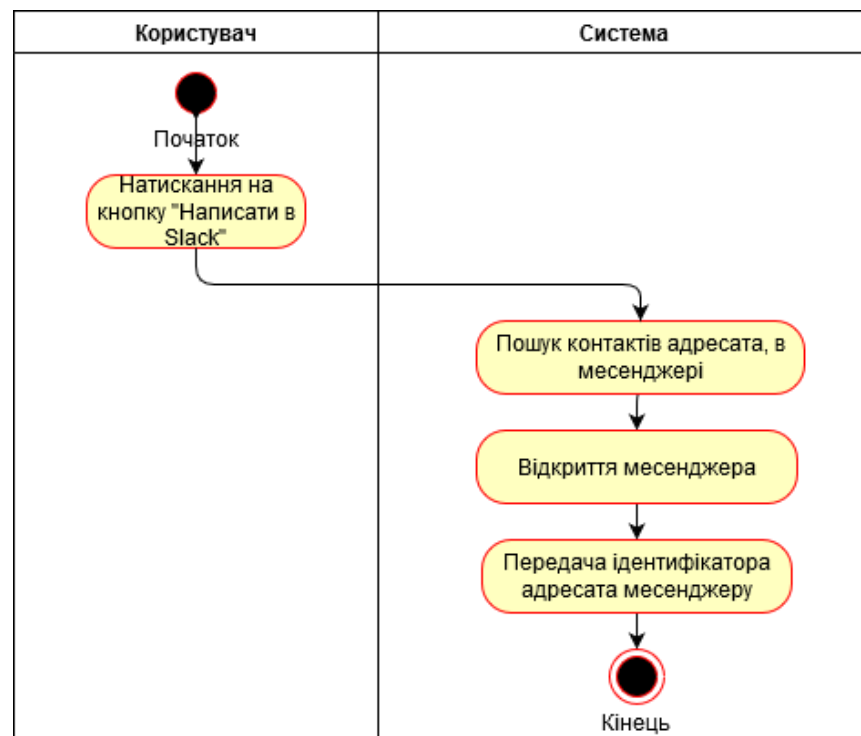 Користувач
Система
Початок
Натискання на
кнопку "Написати в
Slack"
Пошук контактів адресата, в
месенджері
Відкриття месенджера
Передача ідентифікатора
адресата месенджеру
Кінець